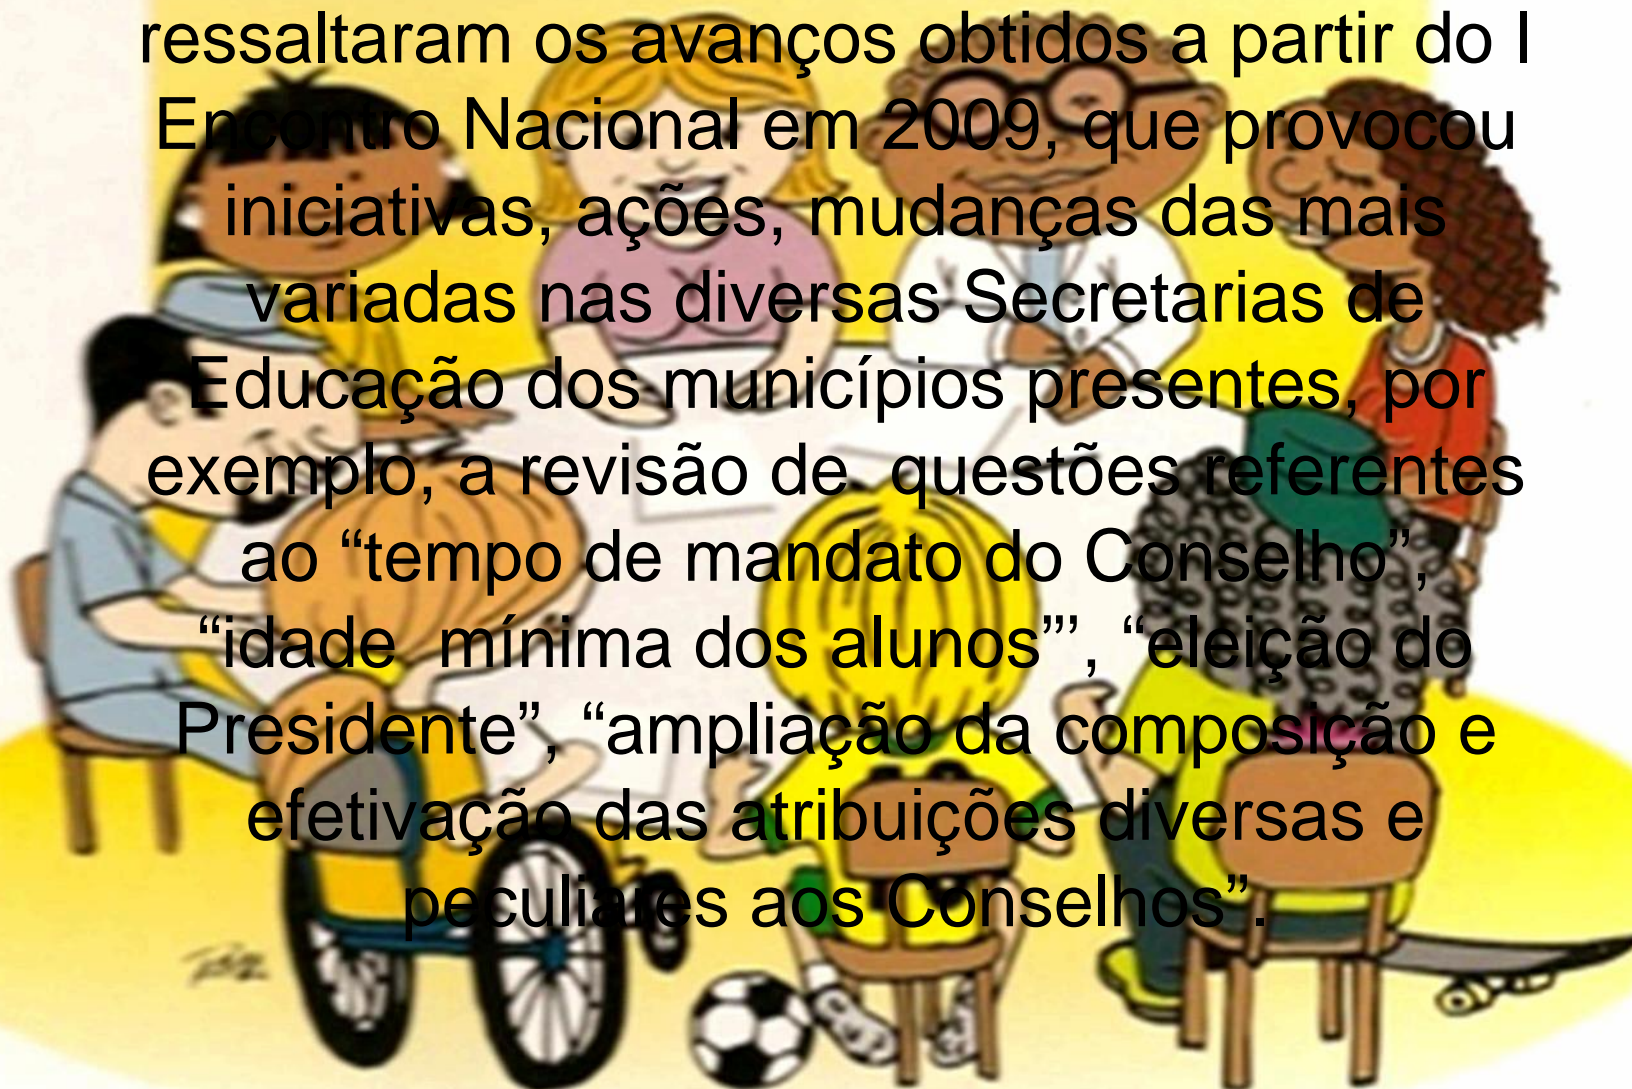 ressaltaram os avanços obtidos a partir do I
Encontro Nacional em 2009, que provocou
iniciativas, ações, mudanças das mais
variadas nas diversas Secretarias de
Educação dos municípios presentes, por
exemplo, a revisão de  questões referentes
ao “tempo de mandato do Conselho”,
“idade  mínima dos alunos”’, “eleição do
Presidente”, “ampliação da composição e
efetivação das atribuições diversas e
peculiares aos Conselhos”.